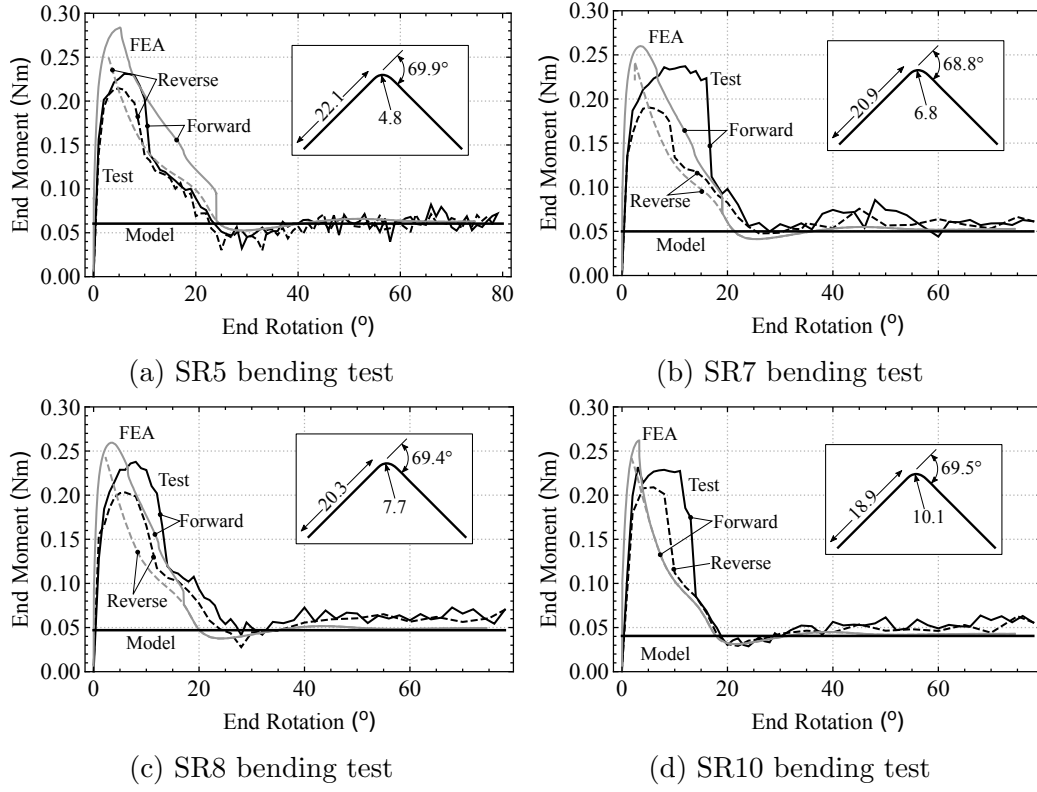 0.30
0.25
0.20
0.15
0.10
0.05
0.00
End Moment (Nm)
FEA
Reverse
Forward
Test
Model
22.1
69.9°
4.8
0 20 40 60 80
End Rotation (°)
(a) SR5 bending test
0.30
0.25
0.20
0.15
0.10
0.05
0.00
End Moment (Nm)
FEA
Test
Forward
Reverse
Model
20.9
68.8°
6.8
0 20 40 60
End Rotation (°)
(b) SR7 bending test
0.30
0.25
0.20
0.15
0.10
0.05
0.00
End Moment (Nm)
FEA
Test
Forward
Reverse
Model
20.3
69.4°
7.7
0 20 40 60
End Rotation (°)
(c) SR8 bending test
0.30
0.25
0.20
0.15
0.10
0.05
0.00
End Moment (Nm)
FEA
Test
Forward
Reverse
Model
18.9
69.5°
10.1
0 20 40 60
End Rotation (°)
(d) SR10 bending test